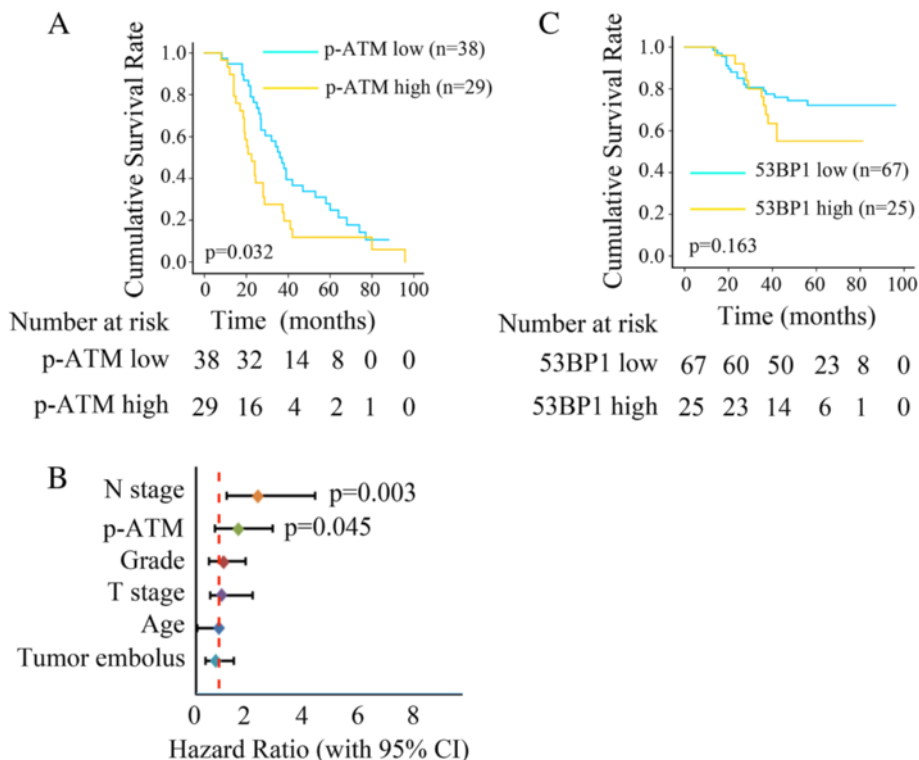 A
Cumulative Survival Rate
1.0
0.8
0.6
0.4
0.2
0.0
p-ATM low (n=38)
p-ATM high (n=29)
p=0.032
0 20 40 60 80 100
Time (months)
Number at risk
p-ATM low 38 32 14 8 0 0
p-ATM high 29 16 4 2 1 0
C
Cumulative Survival Rate
1.0
0.8
0.6
0.4
0.2
0.0
53BP1 low (n=67)
53BP1 high (n=25)
p=0.163
0 20 40 60 80 100
Time (months)
Number at risk
53BP1 low 67 60 50 23 8 0
53BP1 high 25 23 14 6 1 0
B
N stage p=0.003
p-ATM p=0.045
Grade
T stage
Age
Tumor embolus
0 2 4 6 8
Hazard Ratio (with 95% CI)